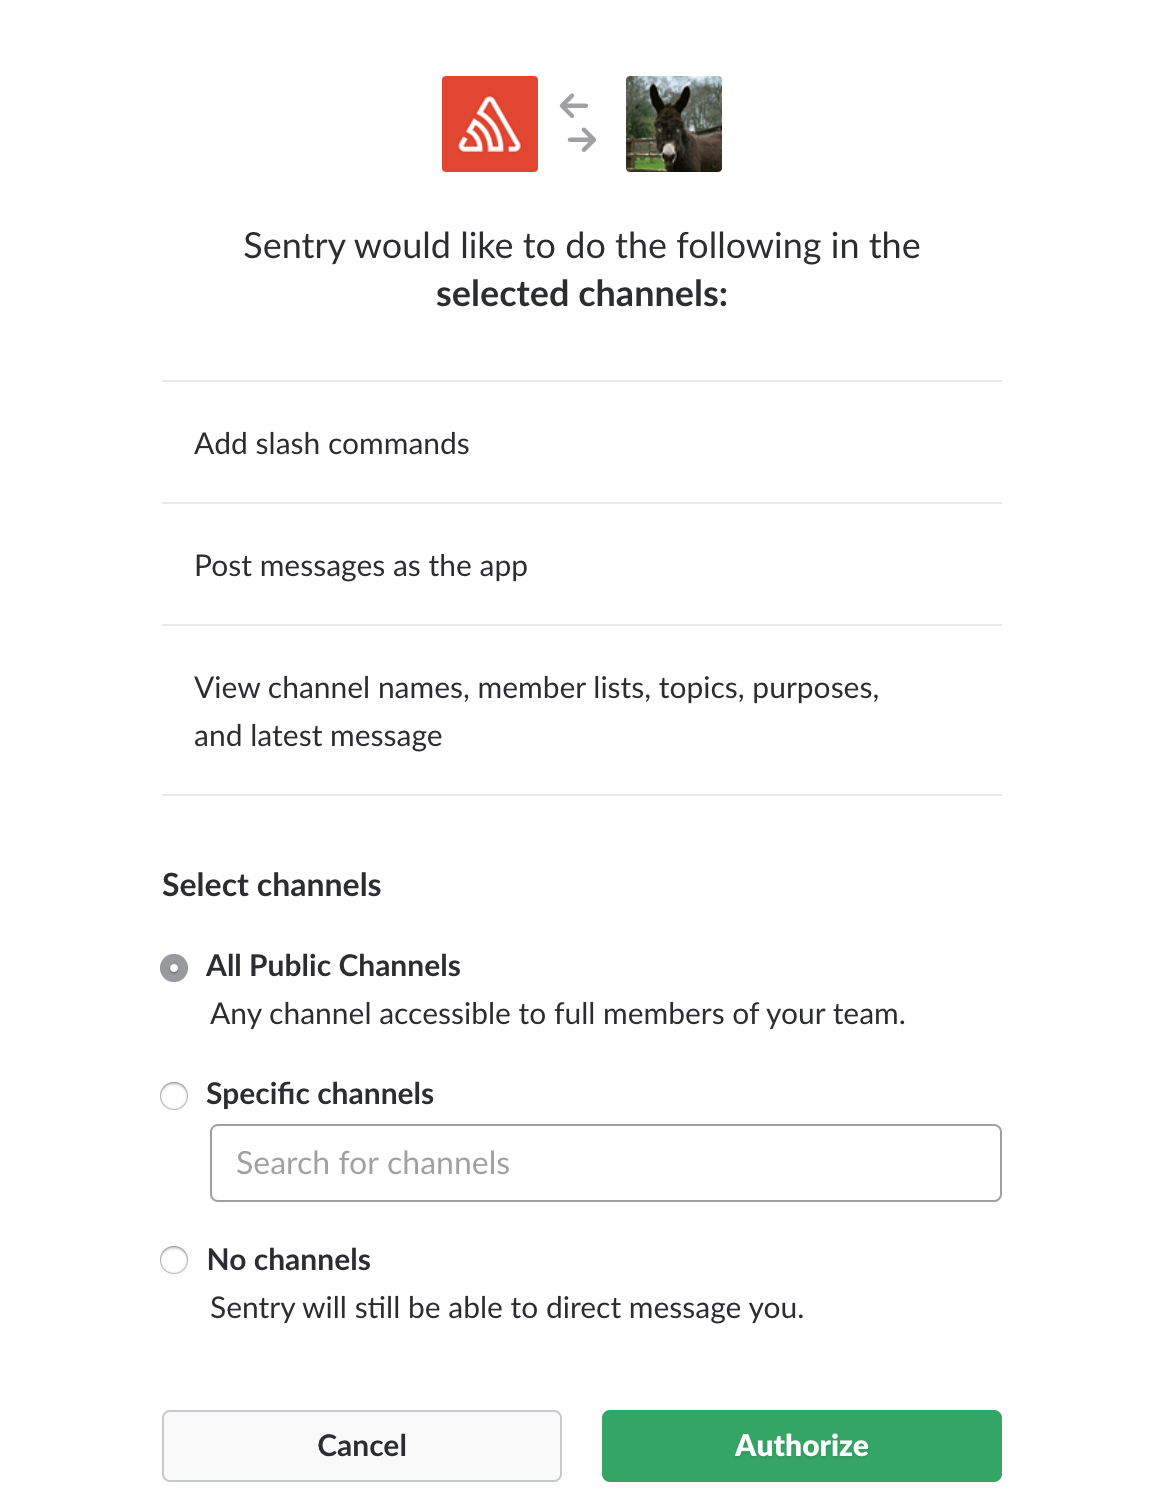 Sentry would like to do the following in the
selected channels:
Add slash commands
Post messages as the app
View channel names, member lists, topics, purposes,
and latest message
Select channels
All Public Channels
Any channel accessible to full members of your team.
Specific channels
Search for channels
No channels
Sentry will still be able to direct message you.
Cancel
Authorize